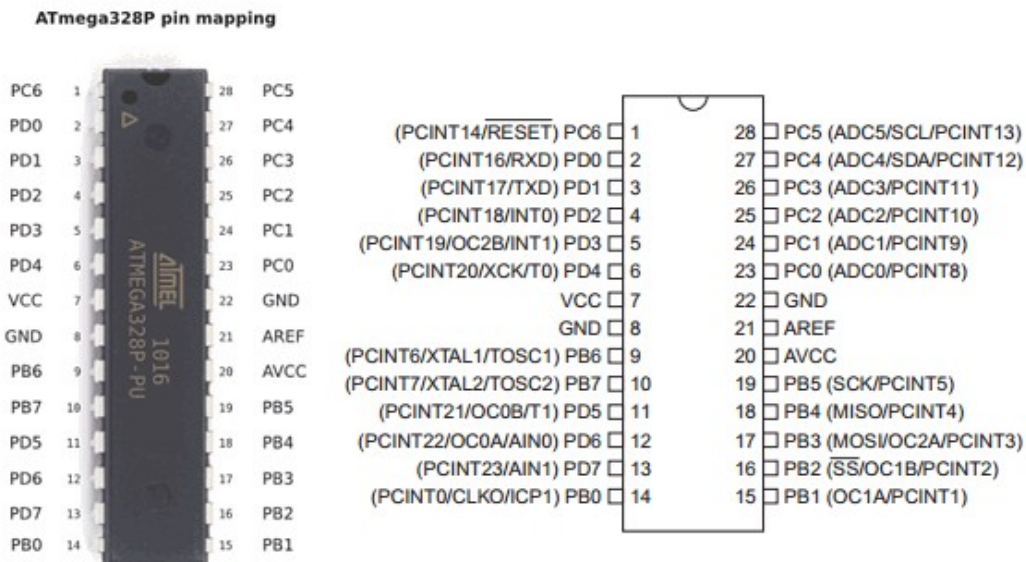 ATmega328P pin mapping
PC6 1 28 PC5
PD0 2 27 PC4
PD1 3 26 PC3
PD2 4 25 PC2
PD3 5 24 PC1
PD4 6 23 PC0
VCC 7 22 GND
GND 8 21 AREF
PB6 9 20 AVCC
PB7 10 19 PB5
PD5 11 18 PB4
PD6 12 17 PB3
PD7 13 16 PB2
PB0 14 15 PB1
ATMEL
ATMEGA328P-PU
1016
(PCINT14/RESET) PC6 1 28 PC5 (ADC5/SCL/PCINT13)
(PCINT16/RXD) PD0 2 27 PC4 (ADC4/SDA/PCINT12)
(PCINT17/TXD) PD1 3 26 PC3 (ADC3/PCINT11)
(PCINT18/INT0) PD2 4 25 PC2 (ADC2/PCINT10)
(PCINT19/OC2B/INT1) PD3 5 24 PC1 (ADC1/PCINT9)
(PCINT20/XCK/T0) PD4 6 23 PC0 (ADC0/PCINT8)
VCC 7 22 GND
GND 8 21 AREF
(PCINT6/XTAL1/TOSC1) PB6 9 20 AVCC
(PCINT7/XTAL2/TOSC2) PB7 10 19 PB5 (SCK/PCINT5)
(PCINT21/OC0B/T1) PD5 11 18 PB4 (MISO/PCINT4)
(PCINT22/OC0A/AIN0) PD6 12 17 PB3 (MOSI/OC2A/PCINT3)
(PCINT23/AIN1) PD7 13 16 PB2 (SS/OC1B/PCINT2)
(PCINT0/CLKO/ICP1) PB0 14 15 PB1 (OC1A/PCINT1)